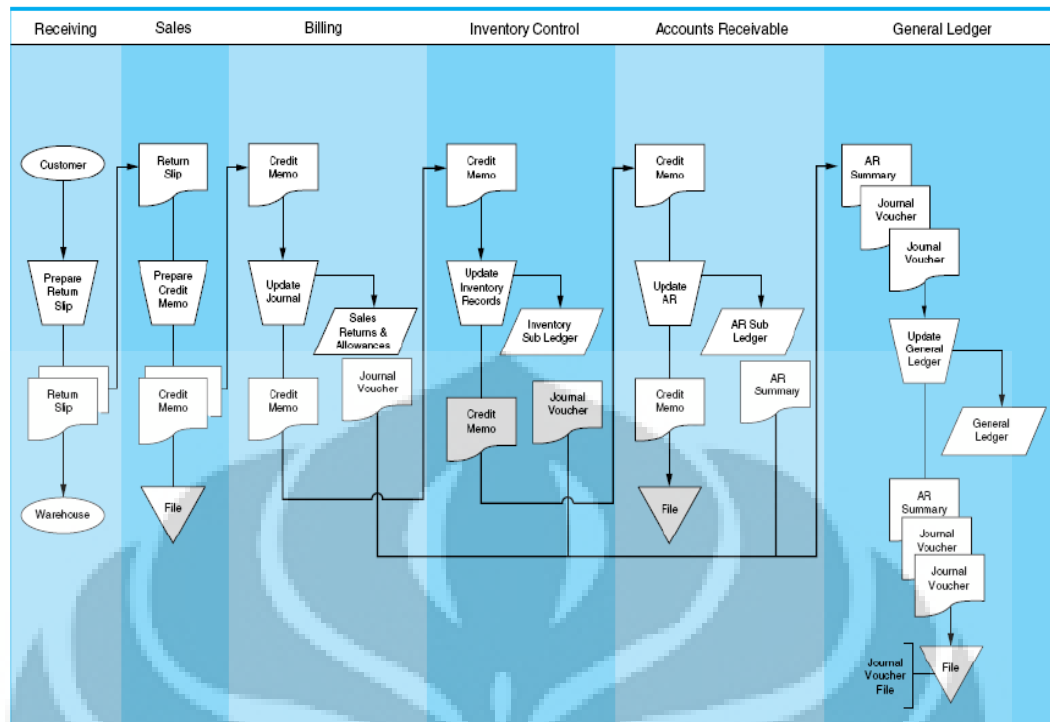 Receiving
Sales
Billing
Inventory Control
Accounts Receivable
General Ledger
Customer
Prepare
Return
Slip
Return
Slip
Warehouse
Return
Slip
Prepare
Credit
Memo
Credit
Memo
File
Credit
Memo
Update
Journal
Sales
Returns &
Allowances
Credit
Memo
Journal
Voucher
Credit
Memo
Update
Inventory
Records
Inventory
Sub Ledger
Credit
Memo
Journal
Voucher
Credit
Memo
Update
AR
AR Sub
Ledger
Credit
Memo
AR
Summary
File
AR
Summary
Journal
Voucher
Journal
Voucher
Update
General
Ledger
General
Ledger
AR
Summary
Journal
Voucher
Journal
Voucher
Journal
Voucher
File
File